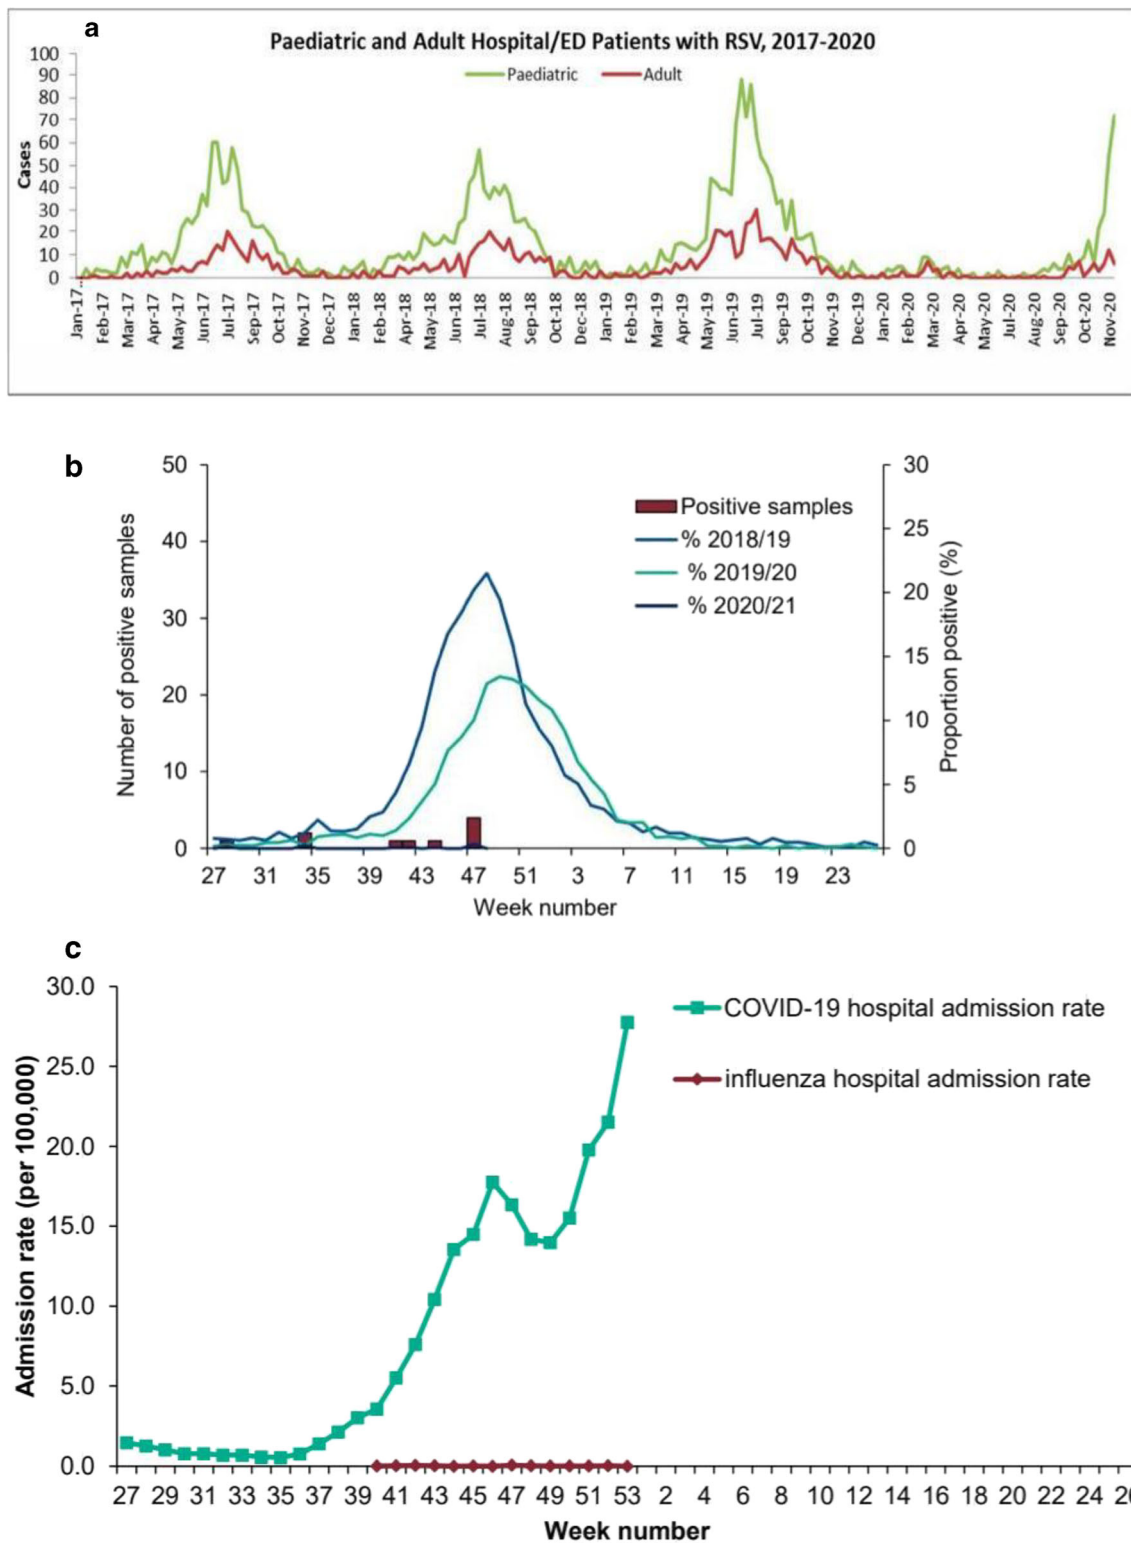 a
Paediatric and Adult Hospital/ED Patients with RSV, 2017-2020
Paediatric Adult
Cases
100
90
80
70
60
50
40
30
20
10
0
Jan-17 Feb-17 Mar-17 Apr-17 May-17 Jun-17 Jul-17 Sep-17 Oct-17 Nov-17 Dec-17 Jan-18 Feb-18 Apr-18 May-18 Jun-18 Jul-18 Aug-18 Sep-18 Oct-18 Dec-18 Jan-19 Feb-19 Mar-19 Apr-19 May-19 Jun-19 Jul-19 Sep-19 Oct-19 Nov-19 Dec-19 Jan-20 Feb-20 Mar-20 Apr-20 May-20 Jul-20 Aug-20 Sep-20 Oct-20 Nov-20
b
Number of positive samples
50
40
30
20
10
0
Positive samples
% 2018/19
% 2019/20
% 2020/21
30
25
20
15
10
5
0
Proportion positive (%)
27 31 35 39 43 47 51 3 7 11 15 19 23
Week number
c
Admission rate (per 100,000)
30.0
25.0
20.0
15.0
10.0
5.0
0.0
COVID-19 hospital admission rate
influenza hospital admission rate
27 29 31 33 35 37 39 41 43 45 47 49 51 53 2 4 6 8 10 12 14 16 18 20 22 24
Week number